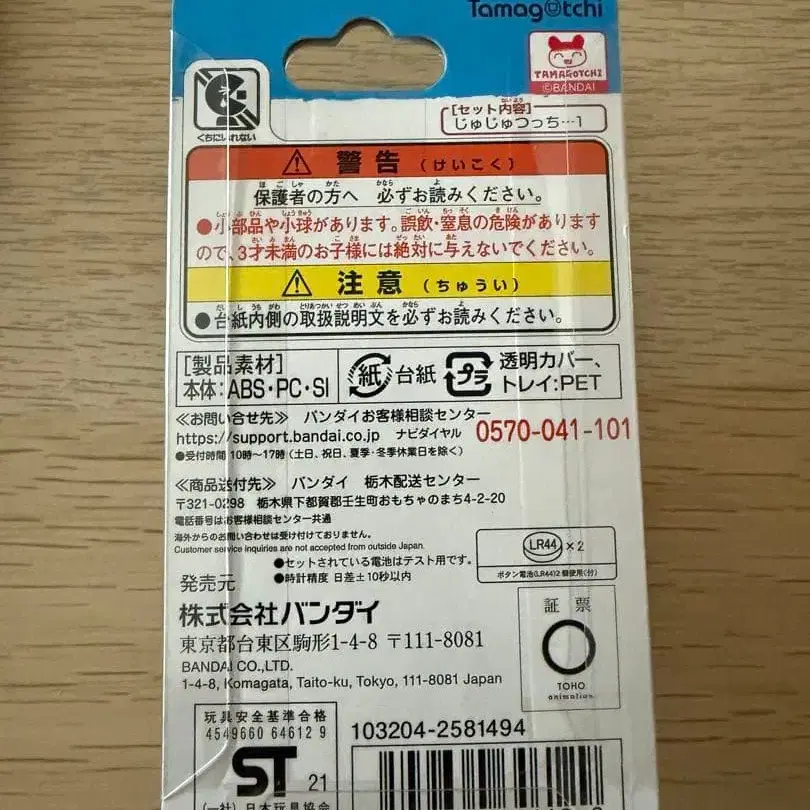 Tamagotchi
TAMAGOTCHI
©BANDAI
くちにいれない
[セット内容]
じゅじゅつっち…1
警告 (けいこく)
保護者の方へ 必ずお読みください。
●小部品や小球があります。誤飲・窒息の危険があります
ので、3才未満のお子様には絶対に与えないでください。
注意 (ちゅうい)
●台紙内側の取扱説明文を必ずお読みください。
[製品素材]
本体:ABS・PC・SI
紙 台紙
プラ 透明カバー、
トレイ:PET
≪お問い合せ先≫ バンダイお客様相談センター
https://support.bandai.co.jp ナビダイヤル 0570-041-101
●受付時間 10時〜17時 (土日、祝日、夏季・冬季休業日を除く)
≪商品送付先≫ バンダイ 栃木配送センター
〒321-0298 栃木県下都賀郡壬生町おもちゃのまち4-2-20
電話番号はお客様相談センター共通
海外からのお問い合わせは受け付けておりません。
Customer service inquiries are not accepted from outside Japan.
●セットされている電池はテスト用です。
●時計精度 日差±10秒以内
LR44 ×2
ボタン電池(LR44)2個使用(付)
発売元
株式会社バンダイ
東京都台東区駒形1-4-8 〒111-8081
BANDAI CO.,LTD.
1-4-8, Komagata, Taito-ku, Tokyo, 111-8081 Japan
証票
TOHO
animation
玩具安全基準合格
4549660 64612 9
ST 21
(一社)日本玩具協会
103204-2581494